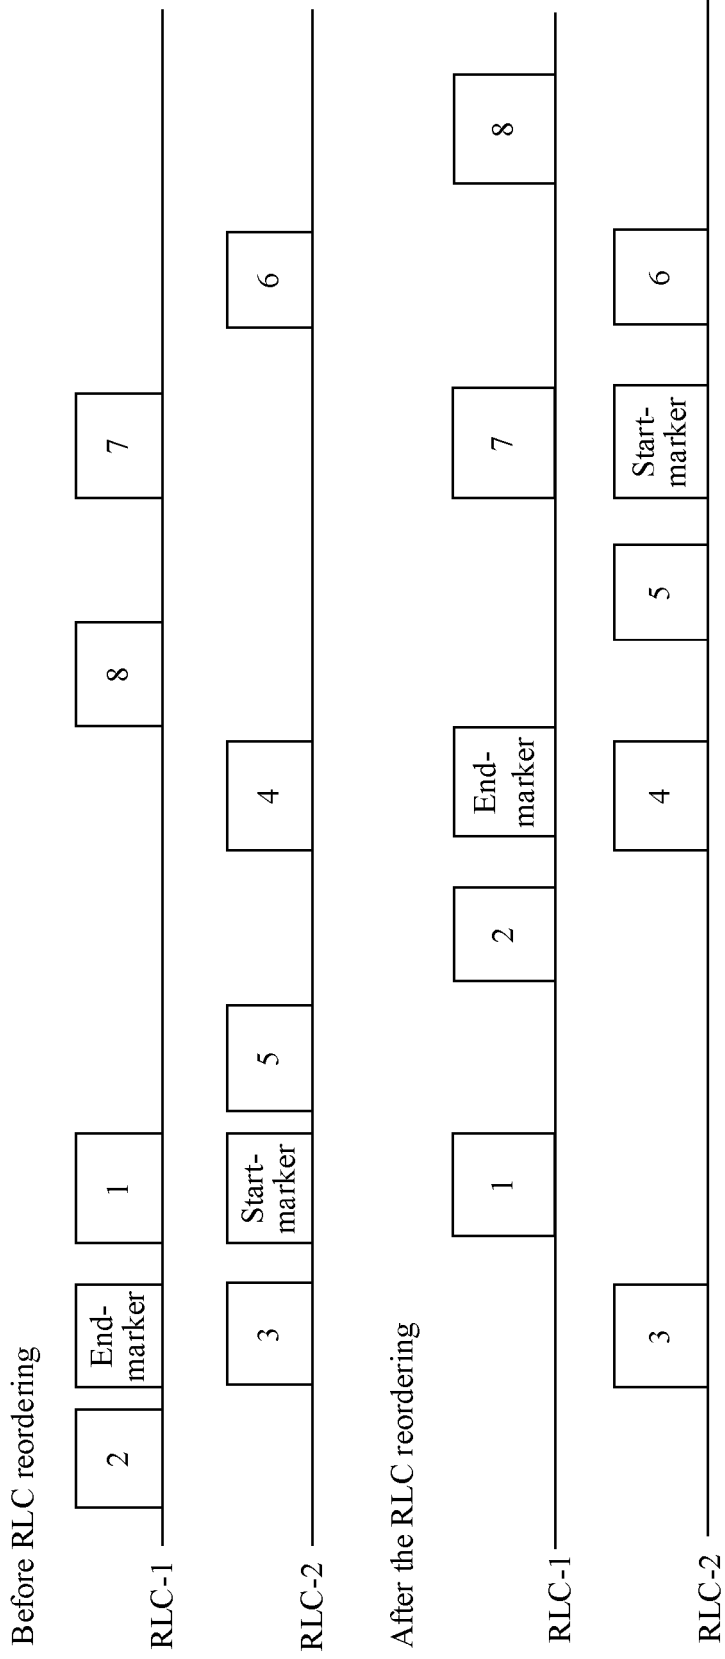 Before RLC reordering
RLC-1
2
End-
marker
1
8
7
RLC-2
3
Start-
marker
5
4
6
After the RLC reordering
RLC-1
1
2
End-
marker
7
8
RLC-2
3
4
5
Start-
marker
6